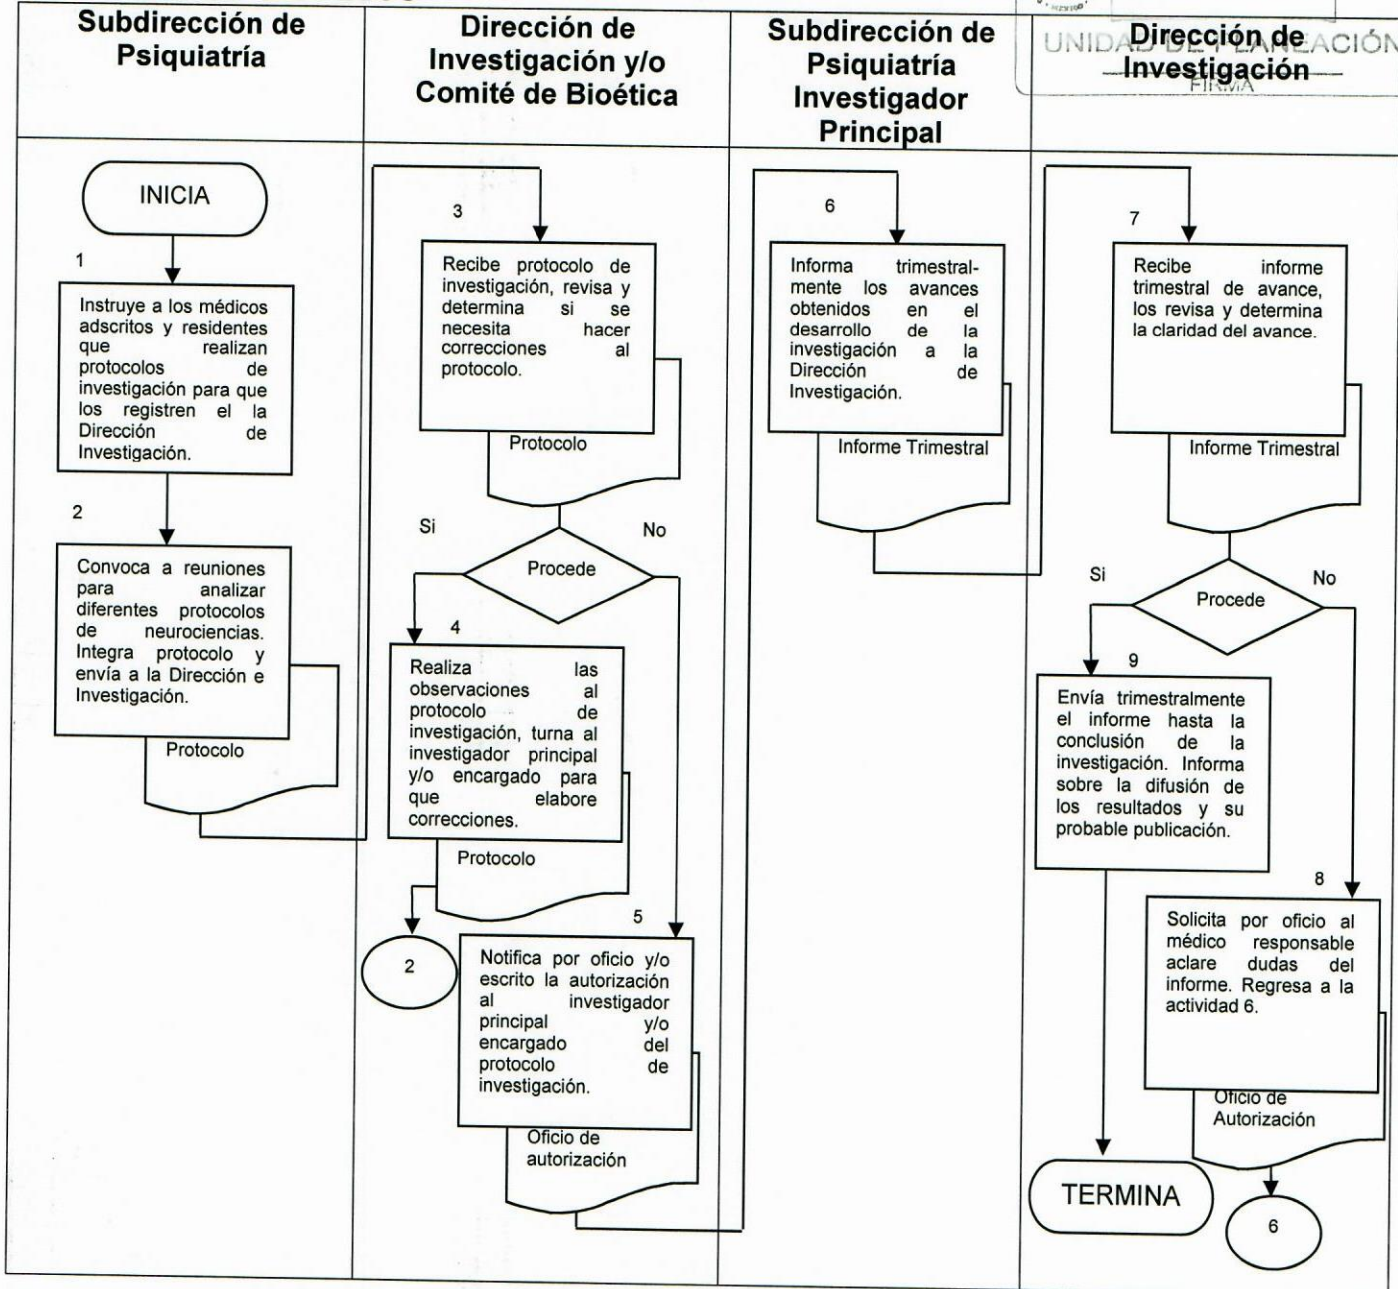 Subdirección de
Psiquiatría
Dirección de
Investigación y/o
Comité de Bioética
Subdirección de
Psiquiatría
Investigador
Principal
UNIDAD DE PLANEACIÓN
Dirección de
Investigación
FIRMA
INICIA
1
Instruye a los médicos
adscritos y residentes
que realizan
protocolos de
investigación para que
los registren el la
Dirección de
Investigación.
2
Convoca a reuniones
para analizar
diferentes protocolos
de neurociencias.
Integra protocolo y
envía a la Dirección e
Investigación.
Protocolo
3
Recibe protocolo de
investigación, revisa y
determina si se
necesita hacer
correcciones al
protocolo.
Protocolo
Si
No
Procede
4
Realiza las
observaciones al
protocolo de
investigación, turna al
investigador principal
y/o encargado para
que elabore
correcciones.
Protocolo
2
5
Notifica por oficio y/o
escrito la autorización
al investigador
principal y/o
encargado del
protocolo de
investigación.
Oficio de
autorización
6
Informa trimestral-
mente los avances
obtenidos en el
desarrollo de la
investigación a la
Dirección de
Investigación.
Informe Trimestral
7
Recibe informe
trimestral de avance,
los revisa y determina
la claridad del avance.
Informe Trimestral
Si
No
Procede
9
Envía trimestralmente
el informe hasta la
conclusión de la
investigación. Informa
sobre la difusión de
los resultados y su
probable publicación.
8
Solicita por oficio al
médico responsable
aclare dudas del
informe. Regresa a la
actividad 6.
Oficio de
Autorización
TERMINA
6